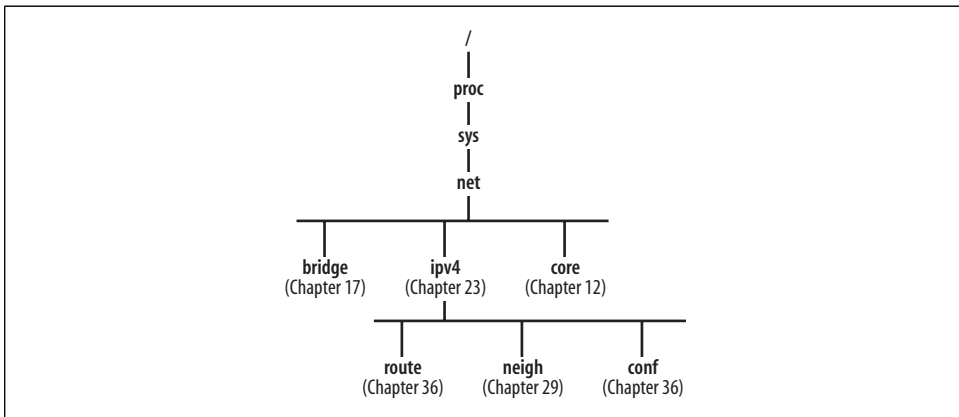 /
proc
sys
net
bridge
(Chapter 17)
ipv4
(Chapter 23)
core
(Chapter 12)
route
(Chapter 36)
neigh
(Chapter 29)
conf
(Chapter 36)